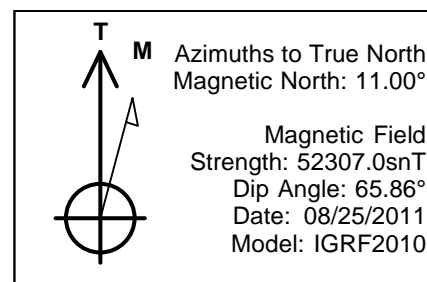 T
M
Azimuths to True North
Magnetic North: 11.00°
Magnetic Field
Strength: 52307.0snT
Dip Angle: 65.86°
Date: 08/25/2011
Model: IGRF2010